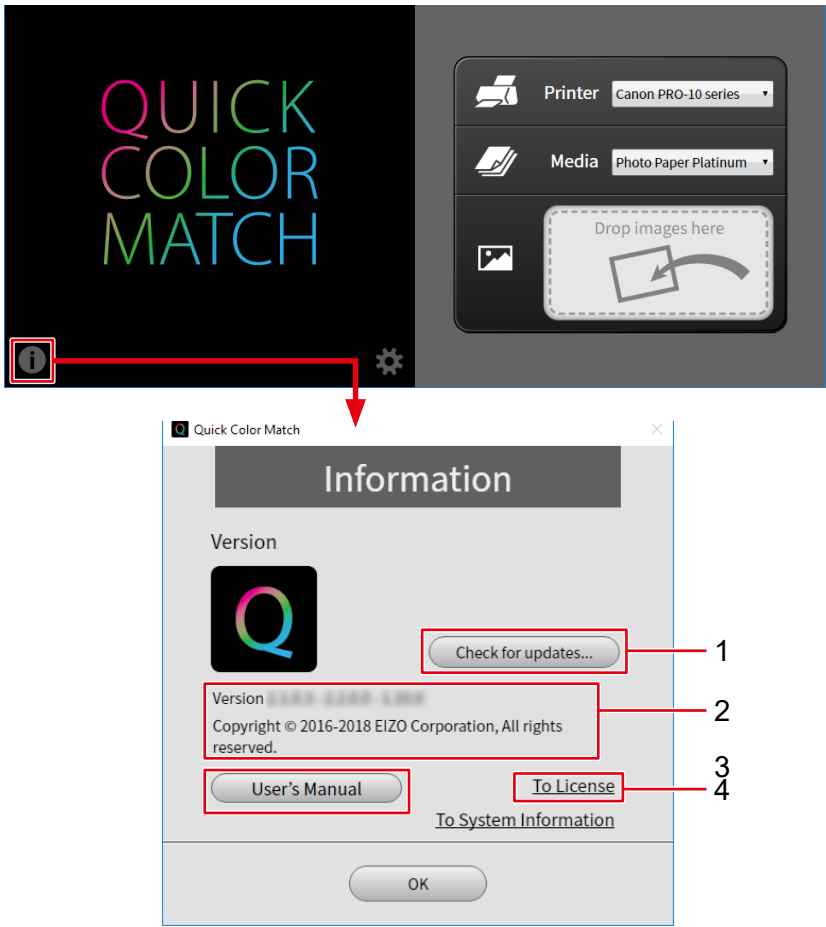 QUICK
COLOR
MATCH
Printer Canon PRO-10 series
Media Photo Paper Platinum
Drop images here
Quick Color Match
Information
Version
Check for updates...
1
Version
Copyright © 2016-2018 EIZO Corporation, All rights
reserved.
2
User's Manual
To License
3
4
To System Information
OK